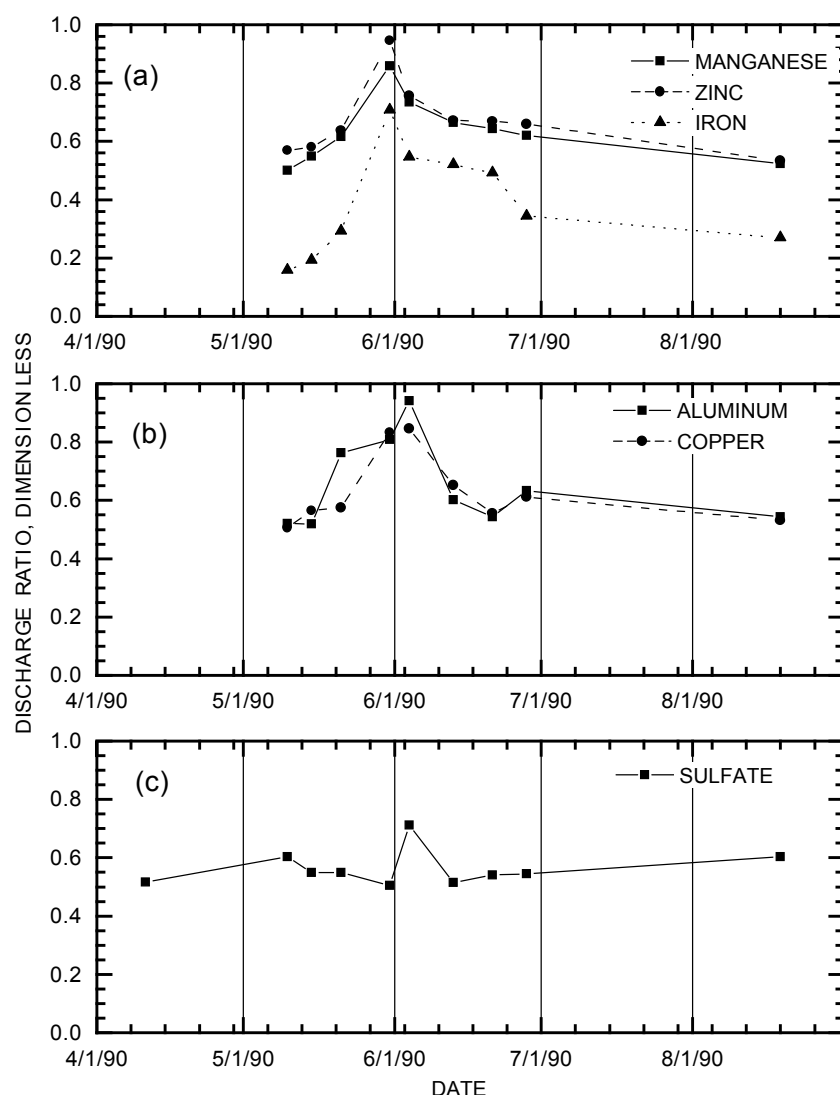 1.0
(a)
MANGANESE
0.8
ZINC
IRON
0.6
0.4
0.2
0.0
4/1/90 5/1/90 6/1/90 7/1/90 8/1/90
1.0
(b)
ALUMINUM
0.8
COPPER
0.6
0.4
0.2
0.0
4/1/90 5/1/90 6/1/90 7/1/90 8/1/90
1.0
(c)
SULFATE
0.8
0.6
0.4
0.2
0.0
4/1/90 5/1/90 6/1/90 7/1/90 8/1/90
DISCHARGE RATIO, DIMENSION LESS
DATE